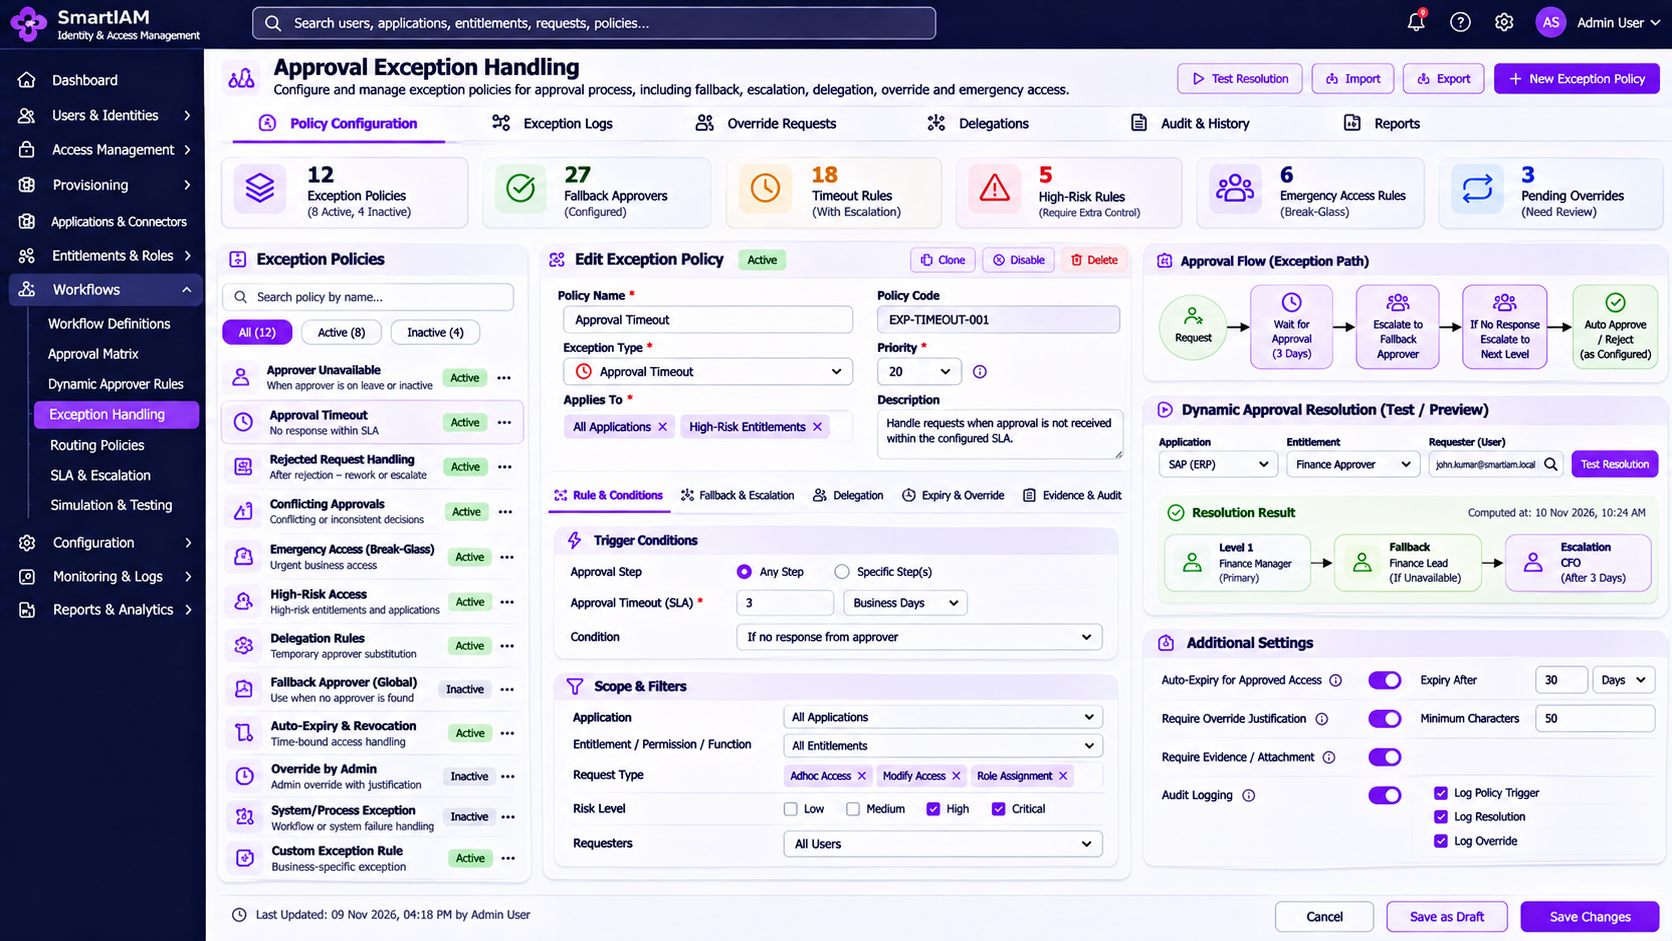 SmartIAM
Identity & Access Management
Search users, applications, entitlements, requests, policies...
9
AS
Admin User
Dashboard
Users & Identities
Access Management
Provisioning
Applications & Connectors
Entitlements & Roles
Workflows
Workflow Definitions
Approval Matrix
Dynamic Approver Rules
Exception Handling
Routing Policies
SLA & Escalation
Simulation & Testing
Configuration
Monitoring & Logs
Reports & Analytics
Approval Exception Handling
Configure and manage exception policies for approval process, including fallback, escalation, delegation, override and emergency access.
Test Resolution
Import
Export
New Exception Policy
Policy Configuration
Exception Logs
Override Requests
Delegations
Audit & History
Reports
12
Exception Policies
(8 Active, 4 Inactive)
27
Fallback Approvers
(Configured)
18
Timeout Rules
(With Escalation)
5
High-Risk Rules
(Require Extra Control)
6
Emergency Access Rules
(Break-Glass)
3
Pending Overrides
(Need Review)
Exception Policies
Search policy by name...
All (12)
Active (8)
Inactive (4)
Approver Unavailable
When approver is on leave or inactive
Active
Approval Timeout
No response within SLA
Active
Rejected Request Handling
After rejection – rework or escalate
Active
Conflicting Approvals
Conflicting or inconsistent decisions
Active
Emergency Access (Break-Glass)
Urgent business access
Active
High-Risk Access
High-risk entitlements and applications
Active
Delegation Rules
Temporary approver substitution
Active
Fallback Approver (Global)
Use when no approver is found
Inactive
Auto-Expiry & Revocation
Time-bound access handling
Active
Override by Admin
Admin override with justification
Inactive
System/Process Exception
Workflow or system failure handling
Inactive
Custom Exception Rule
Business-specific exception
Active
Edit Exception Policy
Active
Clone
Disable
Delete
Policy Name *
Approval Timeout
Policy Code
EXP-TIMEOUT-001
Exception Type *
Approval Timeout
Priority *
20
Applies To *
All Applications
High-Risk Entitlements
Description
Handle requests when approval is not received
within the configured SLA.
Rule & Conditions
Fallback & Escalation
Delegation
Expiry & Override
Evidence & Audit
Trigger Conditions
Approval Step
Any Step
Specific Step(s)
Approval Timeout (SLA) *
3
Business Days
Condition
If no response from approver
Scope & Filters
Application
All Applications
Entitlement / Permission / Function
All Entitlements
Request Type
Adhoc Access
Modify Access
Role Assignment
Risk Level
Low
Medium
High
Critical
Requesters
All Users
Approval Flow (Exception Path)
Request
Wait for
Approval
(3 Days)
Escalate to
Fallback
Approver
If No Response
Escalate to
Next Level
Auto Approve
/ Reject
(as Configured)
Dynamic Approval Resolution (Test / Preview)
Application
SAP (ERP)
Entitlement
Finance Approver
Requester (User)
john.kumar@smartiam.local
Test Resolution
Resolution Result
Computed at: 10 Nov 2026, 10:24 AM
Level 1
Finance Manager
(Primary)
Fallback
Finance Lead
(If Unavailable)
Escalation
CFO
(After 3 Days)
Additional Settings
Auto-Expiry for Approved Access
Expiry After
30
Days
Require Override Justification
Minimum Characters
50
Require Evidence / Attachment
Audit Logging
Log Policy Trigger
Log Resolution
Log Override
Last Updated: 09 Nov 2026, 04:18 PM by Admin User
Cancel
Save as Draft
Save Changes